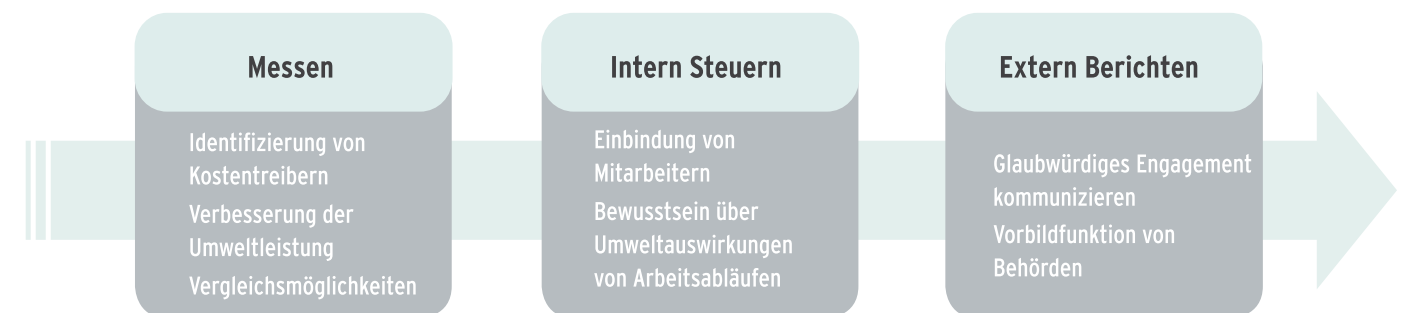 Messen
Identifizierung von
Kostentreibern
Verbesserung der
Umweltleistung
Vergleichsmöglichkeiten
Intern Steuern
Einbindung von
Mitarbeitern
Bewusstsein über
Umweltauswirkungen
von Arbeitsabläufen
Extern Berichten
Glaubwürdiges Engagement
kommunizieren
Vorbildfunktion von
Behörden